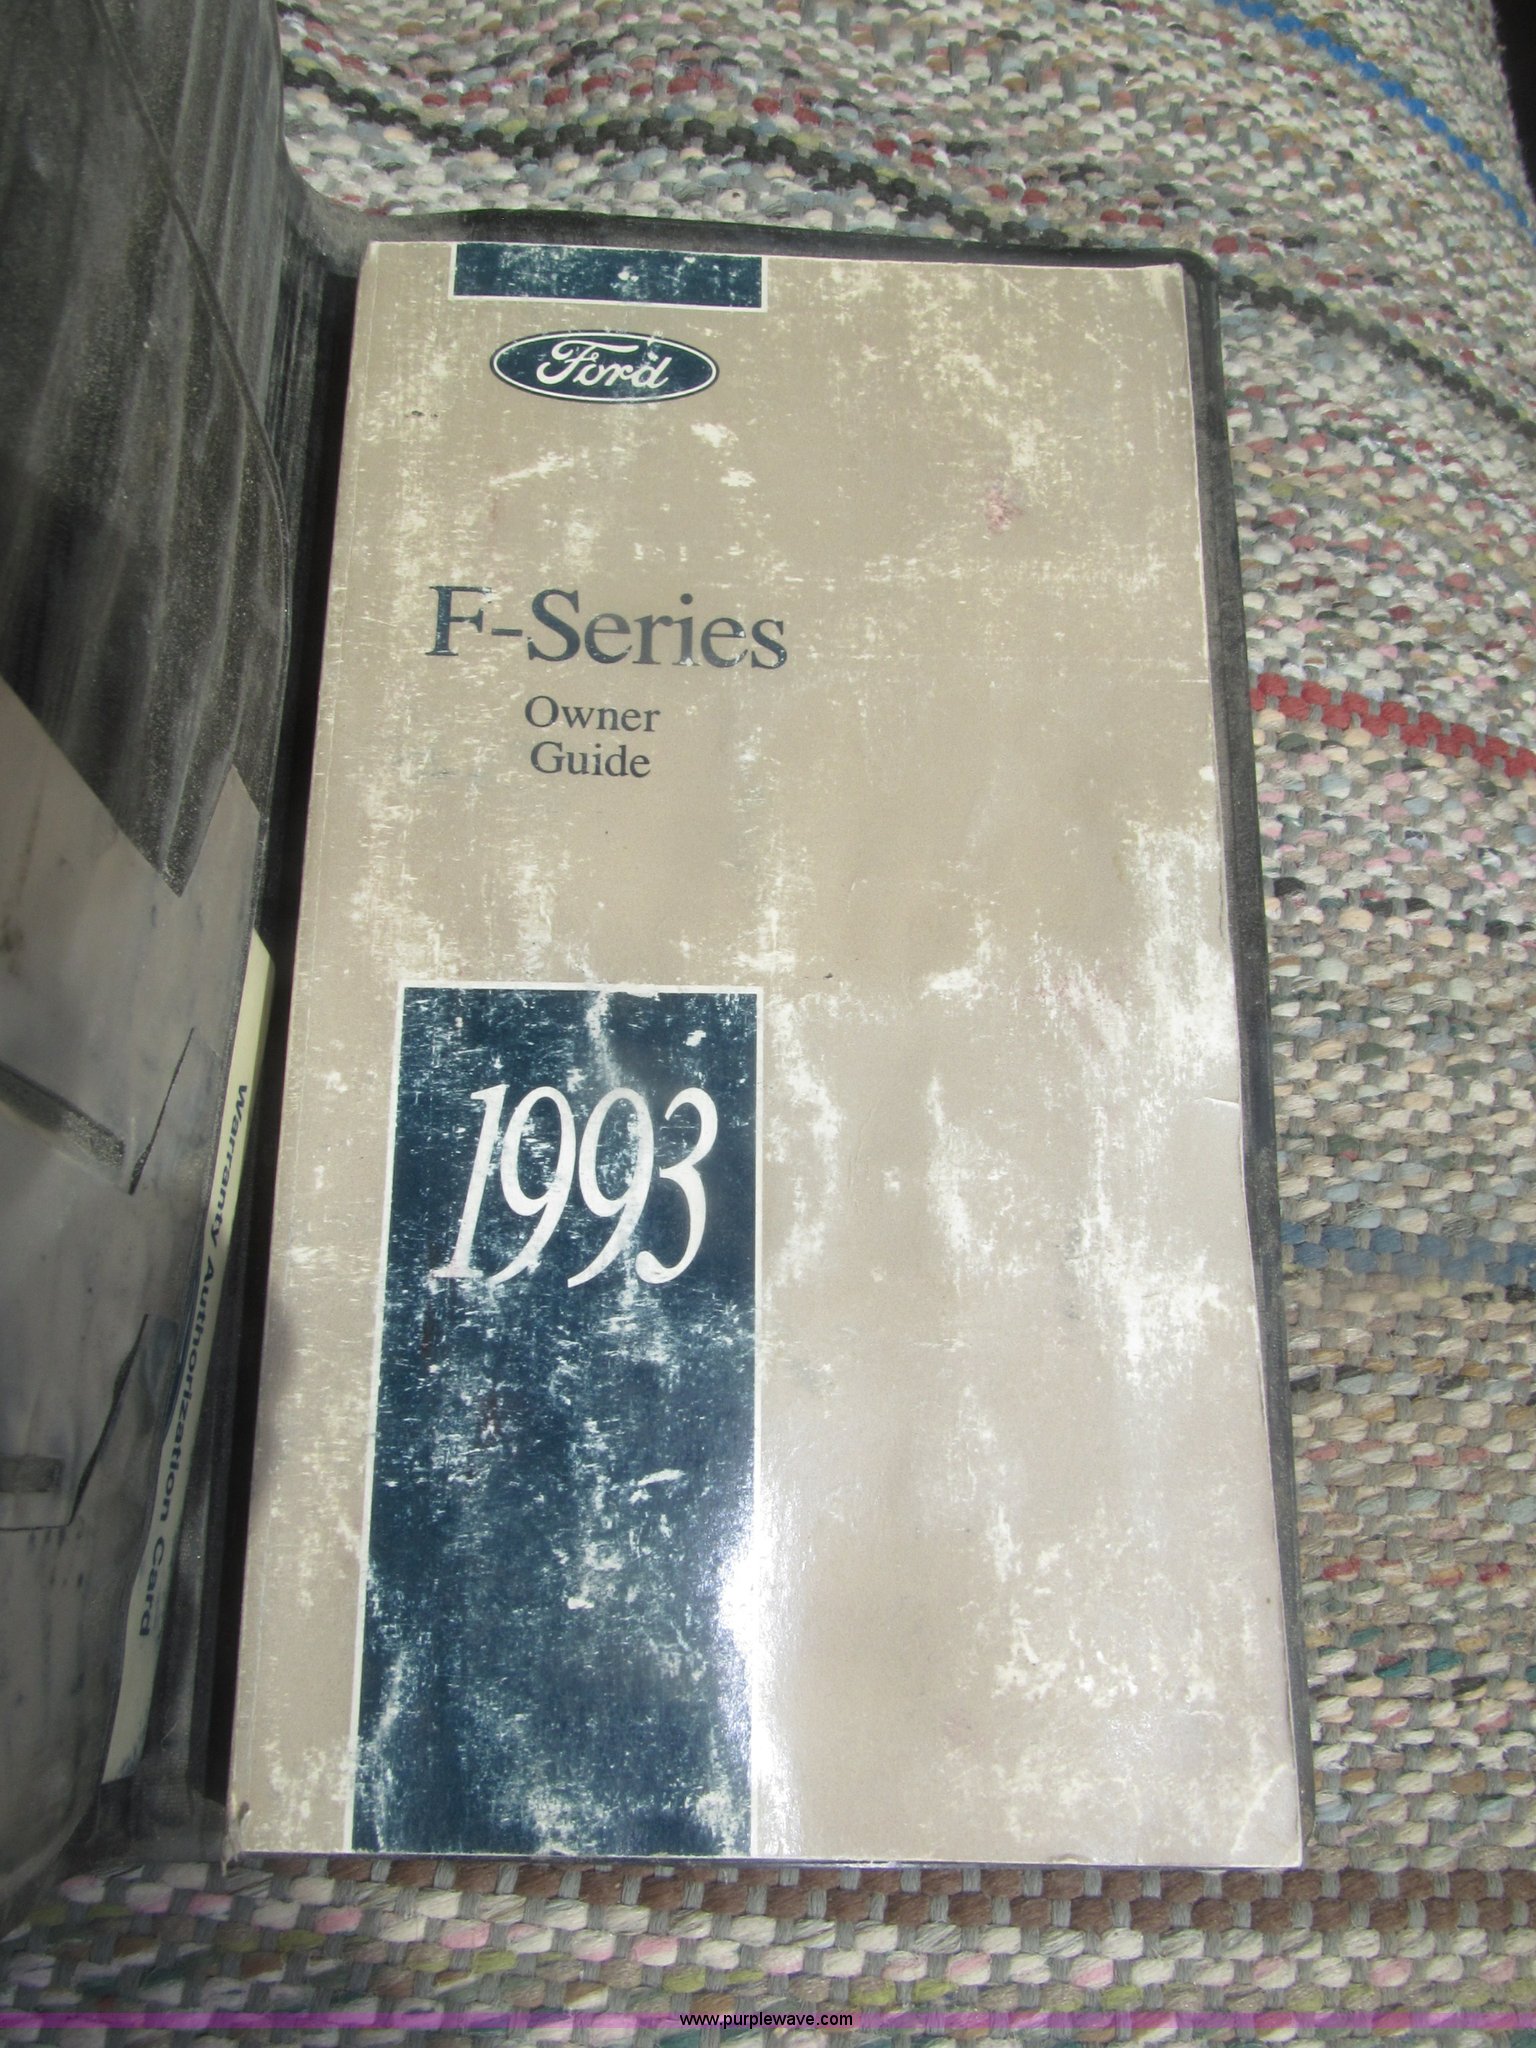 Ford
F-Series
Owner
Guide
1993
Warranty Authorization Card
www.purplewave.com